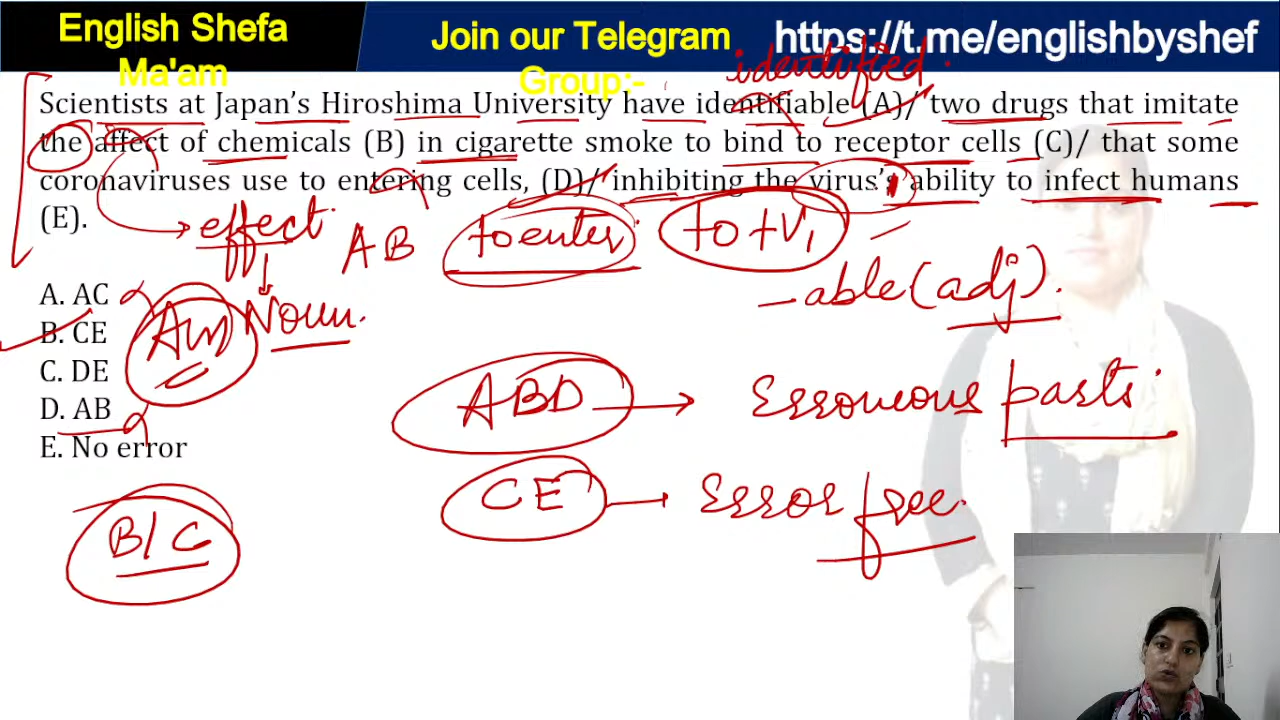 English Shefa Ma'am
Join our Telegram Group:-
https://t.me/englishbyshef
identified.
Scientists at Japan's Hiroshima University have identifiable (A)/ two drugs that imitate
the affect of chemicals (B) in cigarette smoke to bind to receptor cells (C)/ that some
coronaviruses use to entering cells, (D)/ inhibiting the virus's ability to infect humans
(E).
effect
AB
to enter
to + V1
-able (adj).
Noun.
A. AC
B. CE
C. DE
D. AB
E. No error
ABD → Erroneous parts.
CE → Error free.
B/C